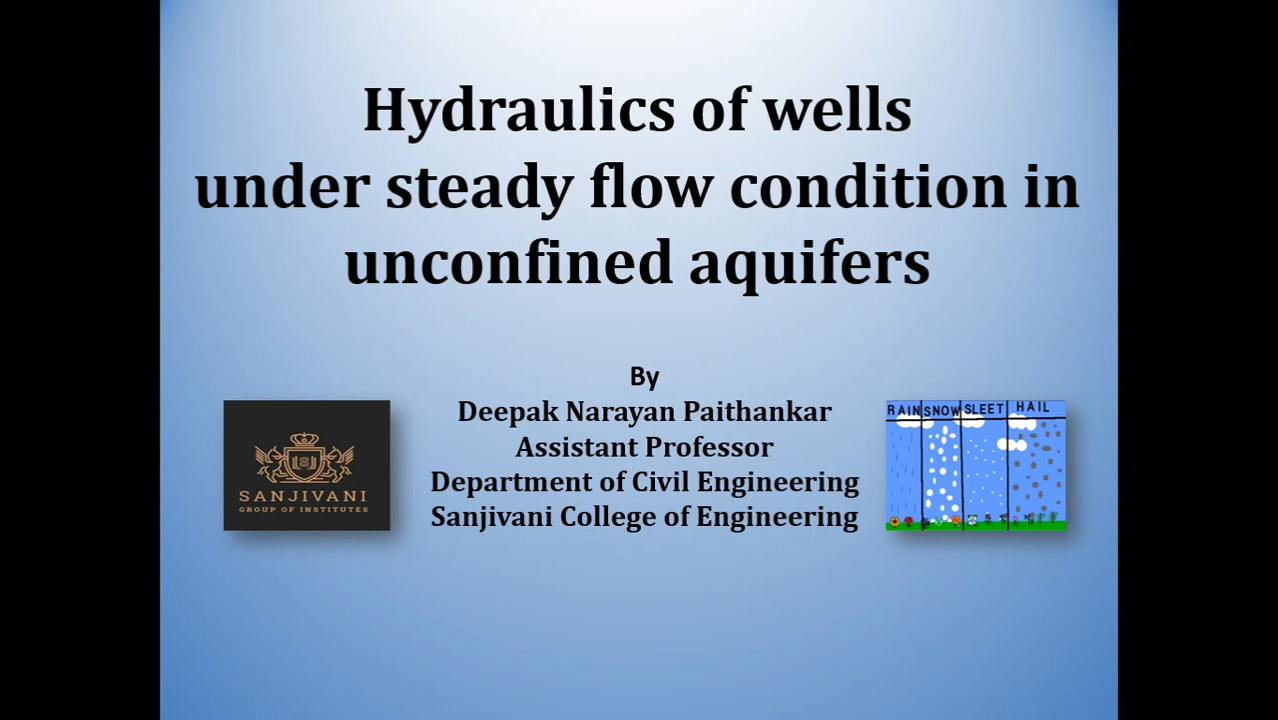 Hydraulics of wells
under steady flow condition in
unconfined aquifers
By
Deepak Narayan Paithankar
Assistant Professor
Department of Civil Engineering
Sanjivani College of Engineering
SANJIVANI
GROUP OF INSTITUTES
RAIN SNOW SLEET HAIL